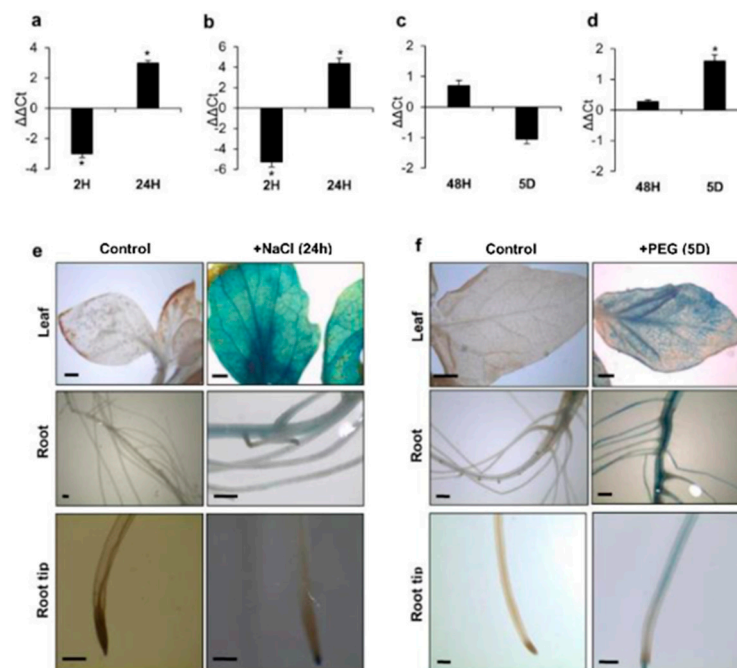 a
b
c
d
ΔΔCt
4
2
0
-2
-4
*
*
2H
24H
ΔΔCt
6
4
2
0
-2
-4
-6
*
*
2H
24H
ΔΔCt
2
1
0
-1
-2
48H
5D
ΔΔCt
2
1
0
-1
-2
*
48H
5D
e
Control
+NaCl (24h)
Leaf
Root
Root tip
f
Control
+PEG (5D)
Leaf
Root
Root tip